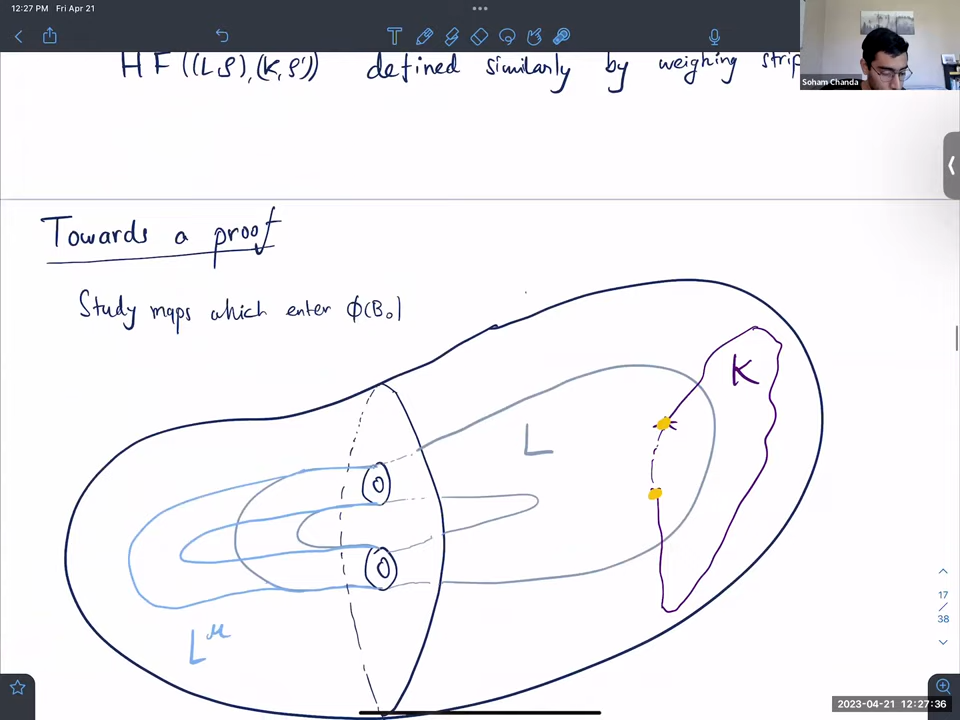 12:27 PM Fri Apr 21
HF((L,ρ),(K,ρ')) defined similarly by weighing strip
Soham Chanda
Towards a proof
Study maps which enter ϕ(B₀)
K
L
L^μ
17
/
38
2023-04-21 12:27:36